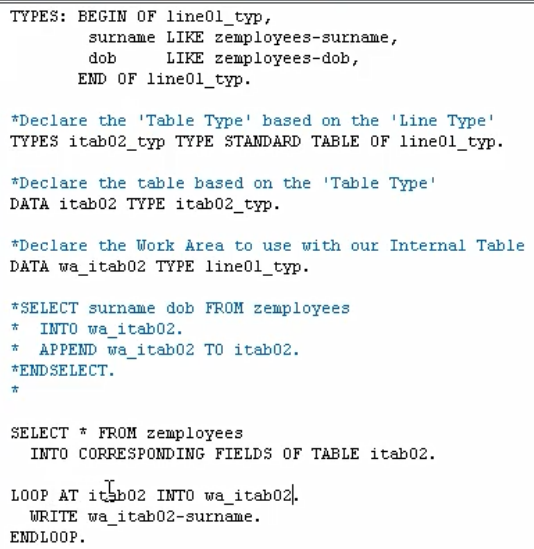 TYPES: BEGIN OF line01_typ,
surname LIKE zemployees-surname,
dob LIKE zemployees-dob,
END OF line01_typ.
*Declare the 'Table Type' based on the 'Line Type'
TYPES itab02_typ TYPE STANDARD TABLE OF line01_typ.
*Declare the table based on the 'Table Type'
DATA itab02 TYPE itab02_typ.
*Declare the Work Area to use with our Internal Table
DATA wa_itab02 TYPE line01_typ.
*SELECT surname dob FROM zemployees
*  INTO wa_itab02.
*  APPEND wa_itab02 TO itab02.
*ENDSELECT.
*
SELECT * FROM zemployees
INTO CORRESPONDING FIELDS OF TABLE itab02.
LOOP AT itab02 INTO wa_itab02.
WRITE wa_itab02-surname.
ENDLOOP.